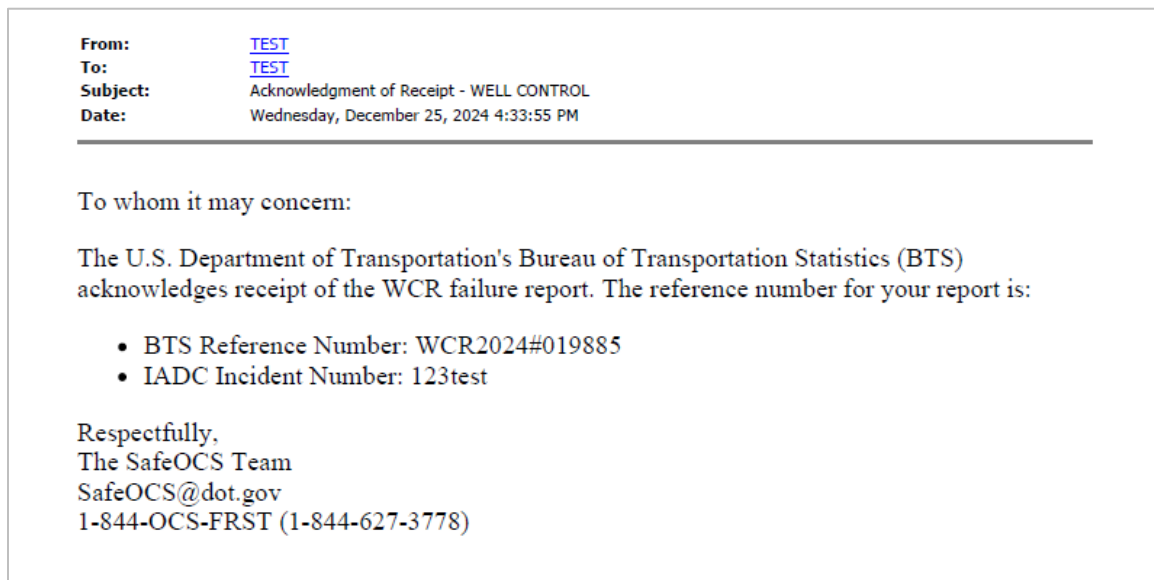 From: TEST
To: TEST
Subject: Acknowledgment of Receipt - WELL CONTROL
Date: Wednesday, December 25, 2024 4:33:55 PM
To whom it may concern:
The U.S. Department of Transportation's Bureau of Transportation Statistics (BTS)
acknowledges receipt of the WCR failure report. The reference number for your report is:
• BTS Reference Number: WCR2024#019885
• IADC Incident Number: 123test
Respectfully,
The SafeOCS Team
SafeOCS@dot.gov
1-844-OCS-FRST (1-844-627-3778)